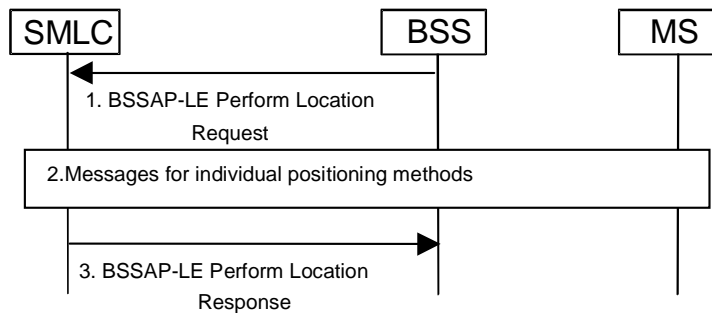 SMLC
BSS
MS
1. BSSAP-LE Perform Location
Request
2.Messages for individual positioning methods
3. BSSAP-LE Perform Location
Response